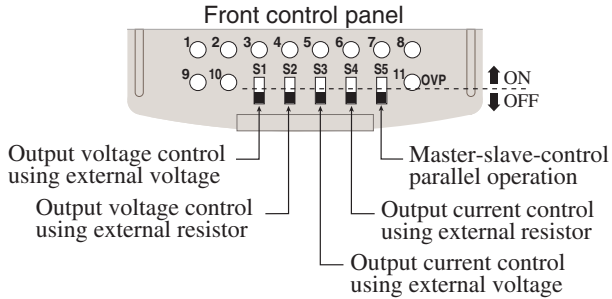 Front control panel
1 2 3 4 5 6 7 8
9 10 S1 S2 S3 S4 S5 11 OVP
ON
OFF
Output voltage control
using external voltage
Master-slave-control
parallel operation
Output voltage control
using external resistor
Output current control
using external resistor
Output current control
using external voltage